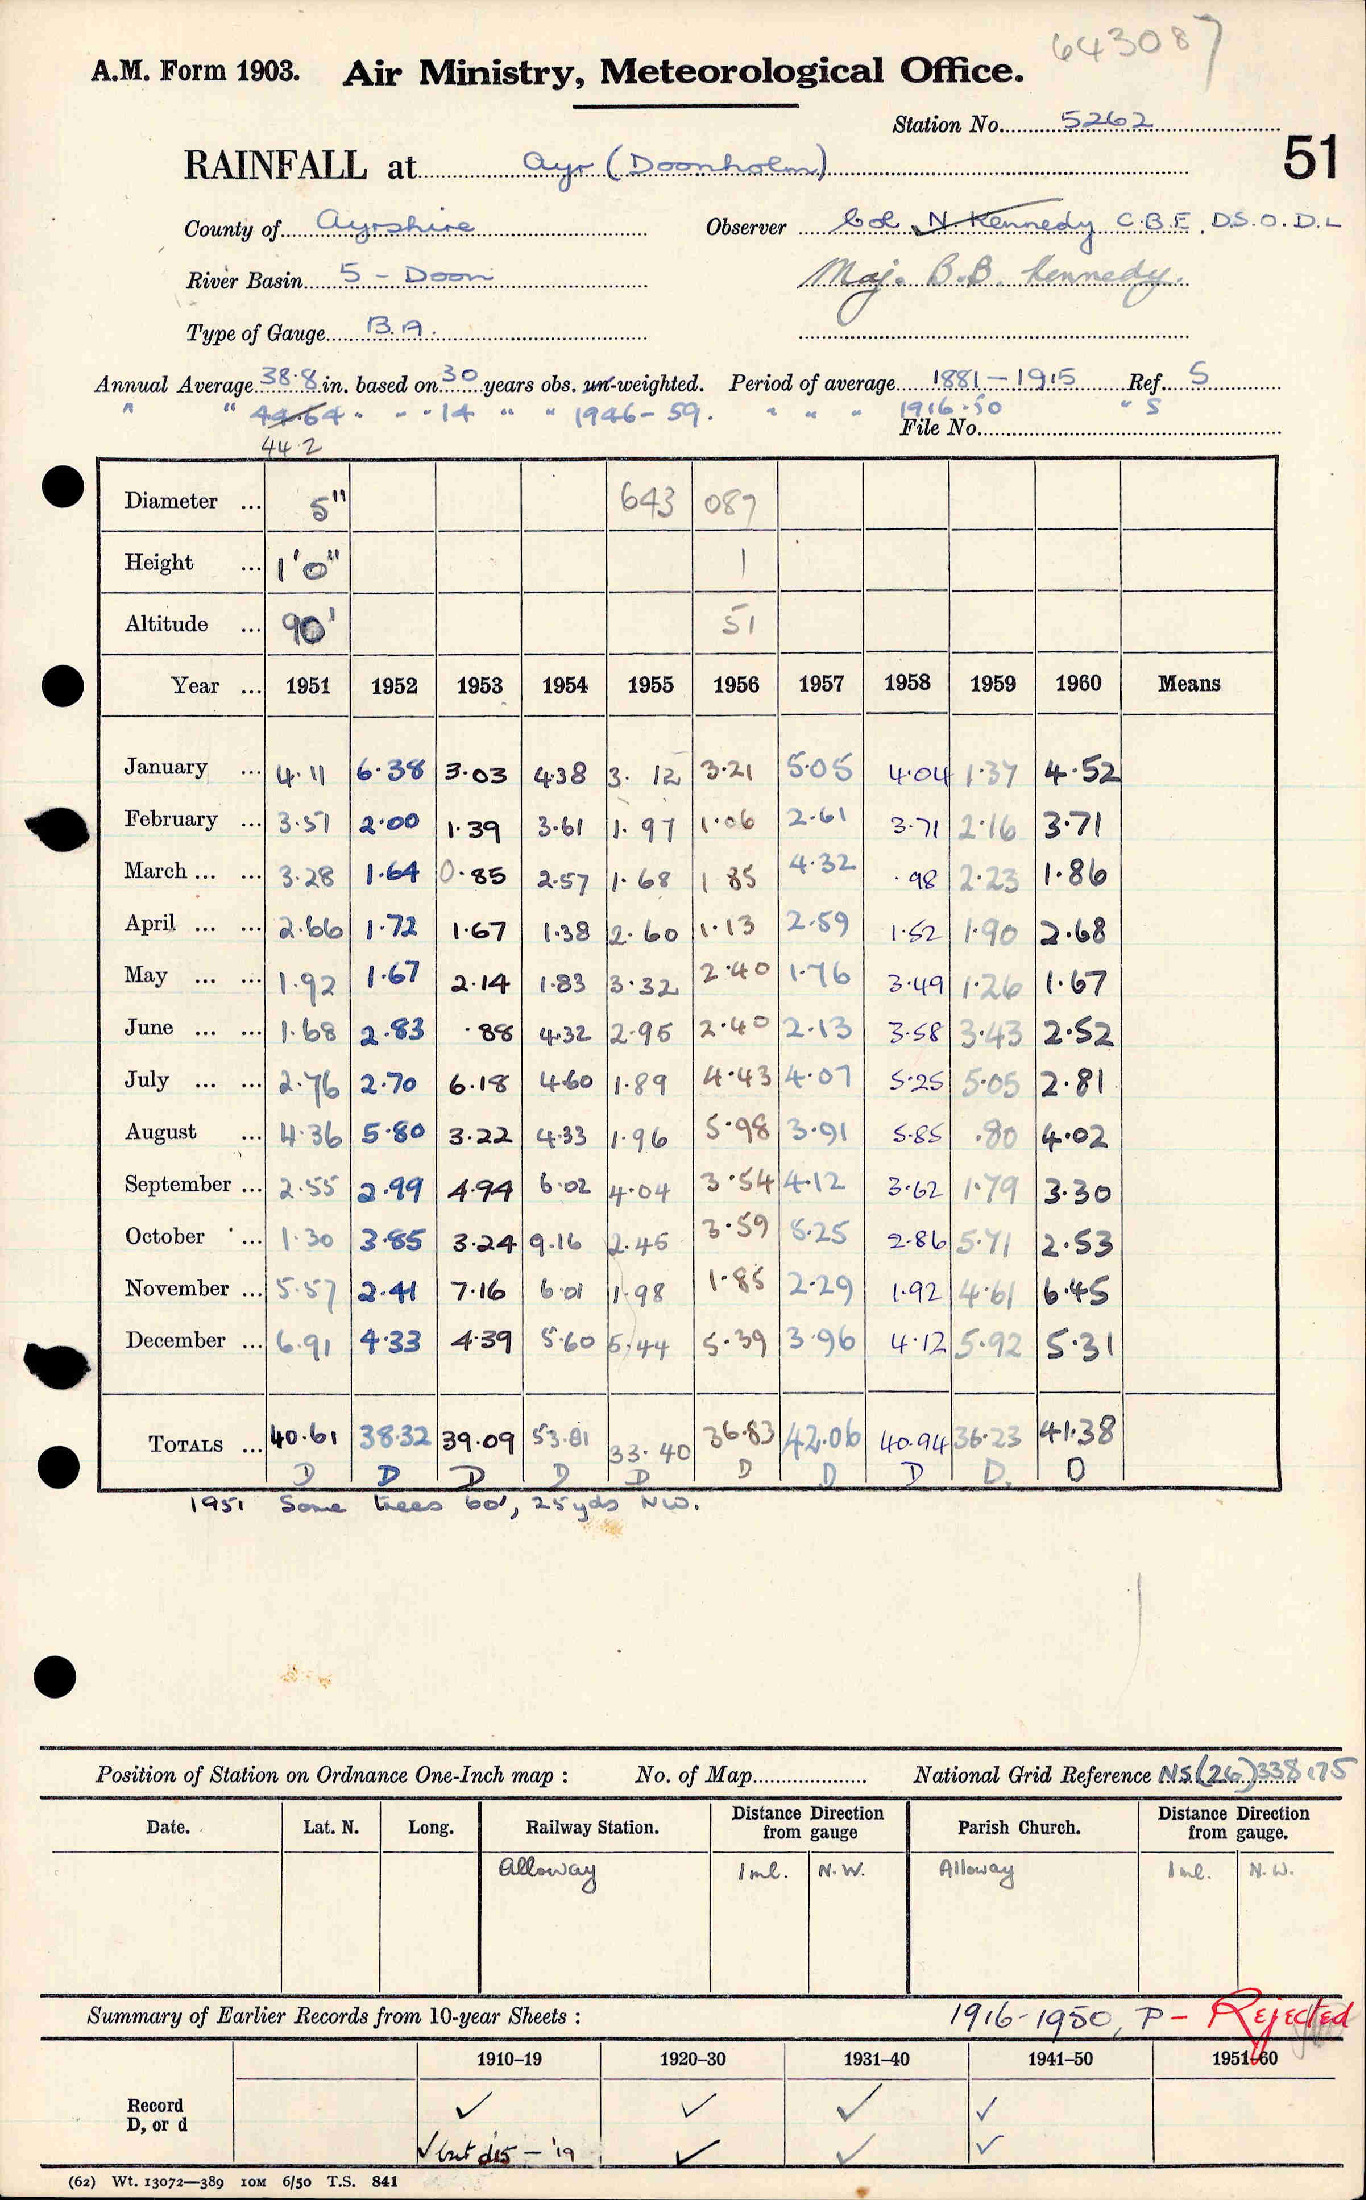 643087
A.M. Form 1903. Air Ministry, Meteorological Office.
Station No. 5262
51
RAINFALL at Ayr (Doonholm)
County of Ayrshire Observer Col N Kennedy C.B.E. D.S.O. D.L
River Basin 5 - Doon Maj. B.B. Kennedy.
Type of Gauge B.A.
Annual Average 38.8 in. based on 30 years obs. un-weighted. Period of average 1881-1915 Ref. S
" " 44.64 " " " 14 " " 1946-59. " " " 1916-50 " S
44.2 File No.
Diameter ... 5" 643 087
Height ... 1'0" 1
Altitude ... 90' 51
Year ... 1951 1952 1953 1954 1955 1956 1957 1958 1959 1960 Means
January ... 4.11 6.38 3.03 4.38 3.12 3.21 5.05 4.04 1.37 4.52
February ... 3.51 2.00 1.39 3.61 1.97 1.06 2.61 3.71 2.16 3.71
March ... ... 3.28 1.64 0.85 2.57 1.68 1.85 4.32 .98 2.23 1.86
April ... ... 2.66 1.72 1.67 1.38 2.60 1.13 2.59 1.52 1.90 2.68
May ... ... 1.92 1.67 2.14 1.83 3.32 2.40 1.76 3.49 1.26 1.67
June ... ... 1.68 2.83 .88 4.32 2.95 2.40 2.13 3.58 3.43 2.52
July ... ... 2.76 2.70 6.18 4.60 1.89 4.43 4.07 5.25 5.05 2.81
August ... 4.36 5.80 3.22 4.33 1.96 5.98 3.91 5.85 .80 4.02
September ... 2.55 2.99 4.94 6.02 4.04 3.54 4.12 3.62 1.79 3.30
October ... 1.30 3.85 3.24 9.16 2.45 3.59 5.25 2.86 5.71 2.53
November ... 5.57 2.41 7.16 6.01 1.98 1.85 2.29 1.92 4.61 6.45
December ... 6.91 4.33 4.39 5.60 5.44 5.39 3.96 4.12 5.92 5.31
TOTALS ... 40.61 38.32 39.09 53.81 33.40 36.83 42.06 40.94 36.23 41.38
D D D D D D D D D. D
1951 Some trees 60', 25yds NW.
Position of Station on Ordnance One-Inch map : No. of Map National Grid Reference NS(26)338175
Date. Lat. N. Long. Railway Station. Distance Direction from gauge Parish Church. Distance Direction from gauge.
Alloway 1 ml. N.W. Alloway 1 ml. N.W.
Summary of Earlier Records from 10-year Sheets : 1916-1950, P - Rejected
1910-19 1920-30 1931-40 1941-50 1951-60
Record ✓ ✓ ✓ ✓
D, or d
✓ but d15 - '19 ✓ ✓ ✓
(62) Wt. 13072-389 10M 6/50 T.S. 841